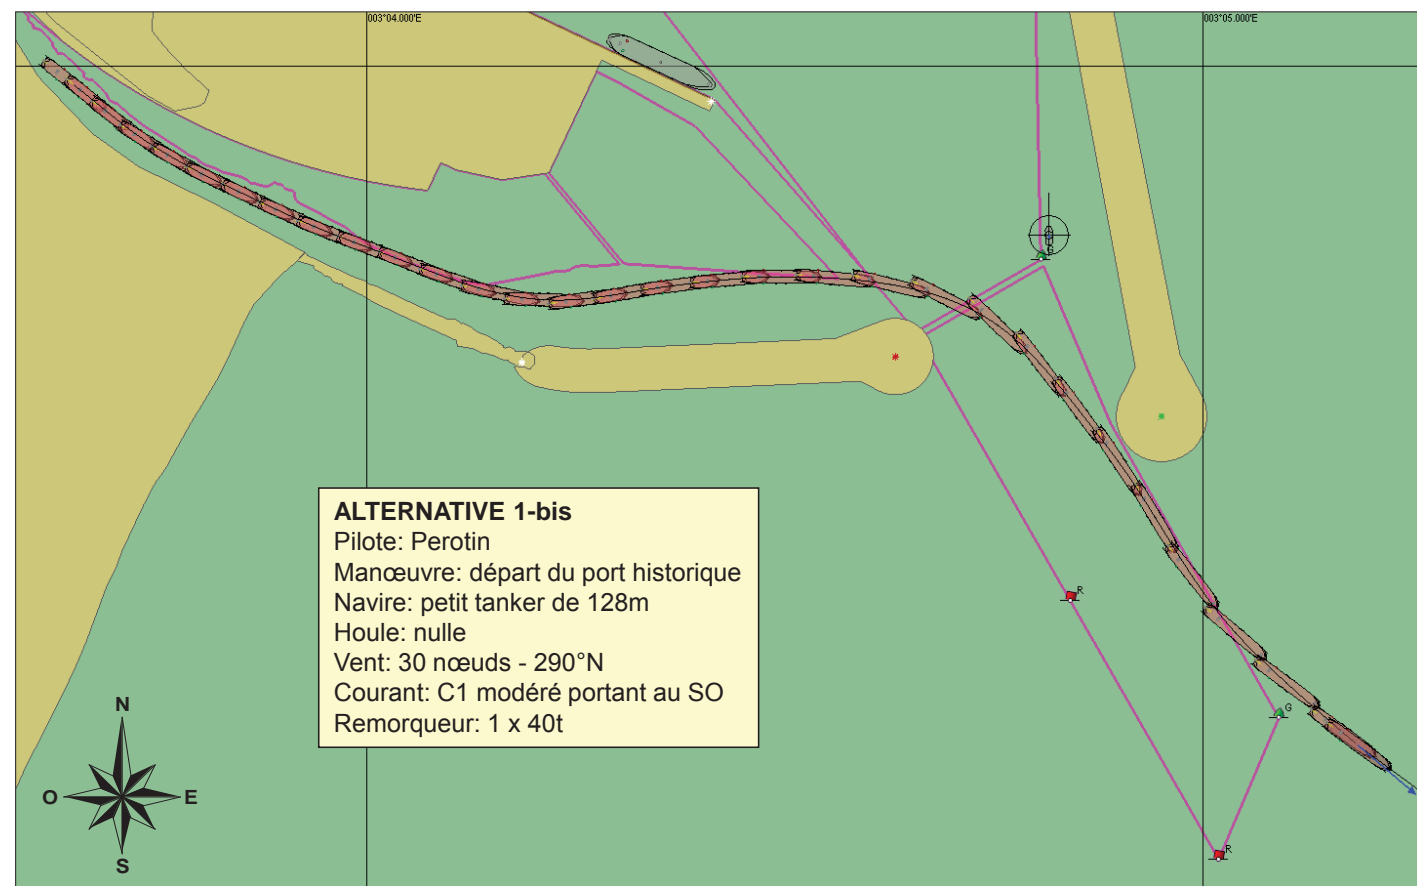 003°04.000'E
003°05.000'E
G
R
G
R
ALTERNATIVE 1-bis
Pilote: Perotin
Manœuvre: départ du port historique
Navire: petit tanker de 128m
Houle: nulle
Vent: 30 nœuds - 290°N
Courant: C1 modéré portant au SO
Remorqueur: 1 x 40t
N
O
E
S